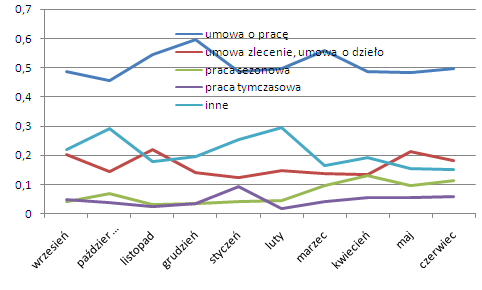 0,7
0,6
0,5
0,4
0,3
0,2
0,1
0
umowa o pracę
umowa zlecenie, umowa o dzieło
praca sezonowa
praca tymczasowa
inne
wrzesień
paździer...
listopad
grudzień
styczeń
luty
marzec
kwiecień
maj
czerwiec